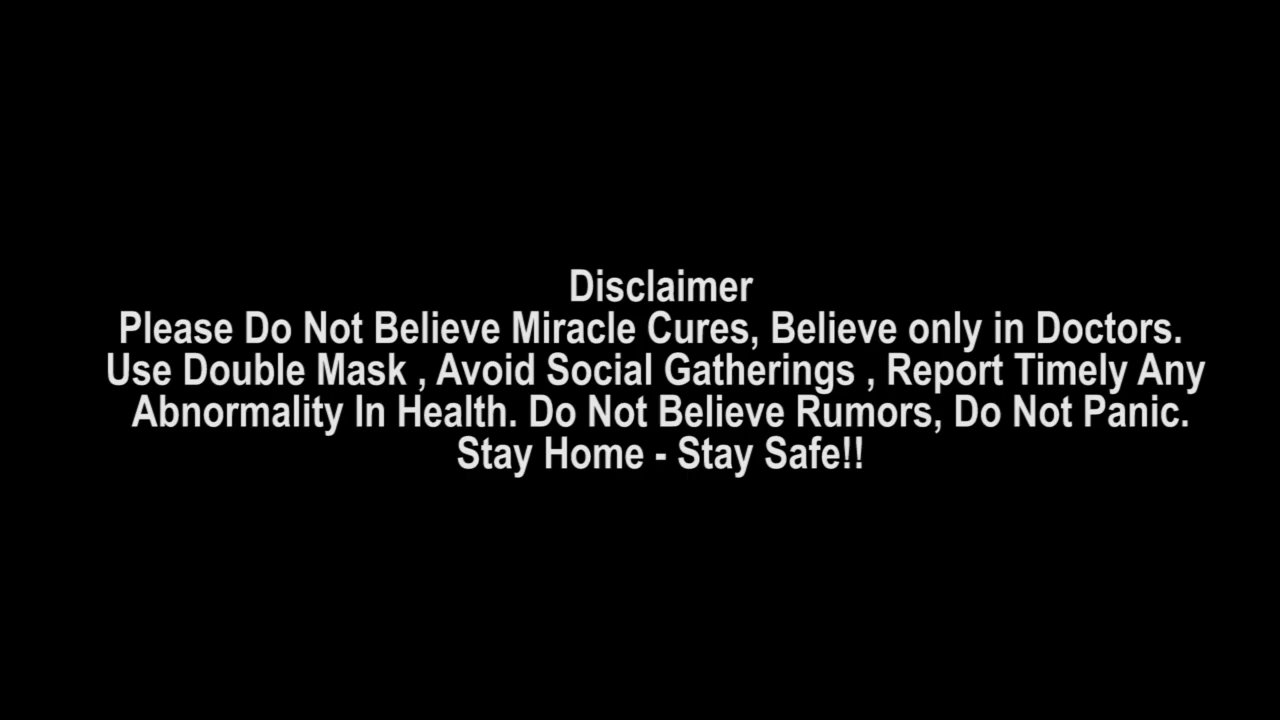 Disclaimer
Please Do Not Believe Miracle Cures, Believe only in Doctors.
Use Double Mask , Avoid Social Gatherings , Report Timely Any
Abnormality In Health. Do Not Believe Rumors, Do Not Panic.
Stay Home - Stay Safe!!